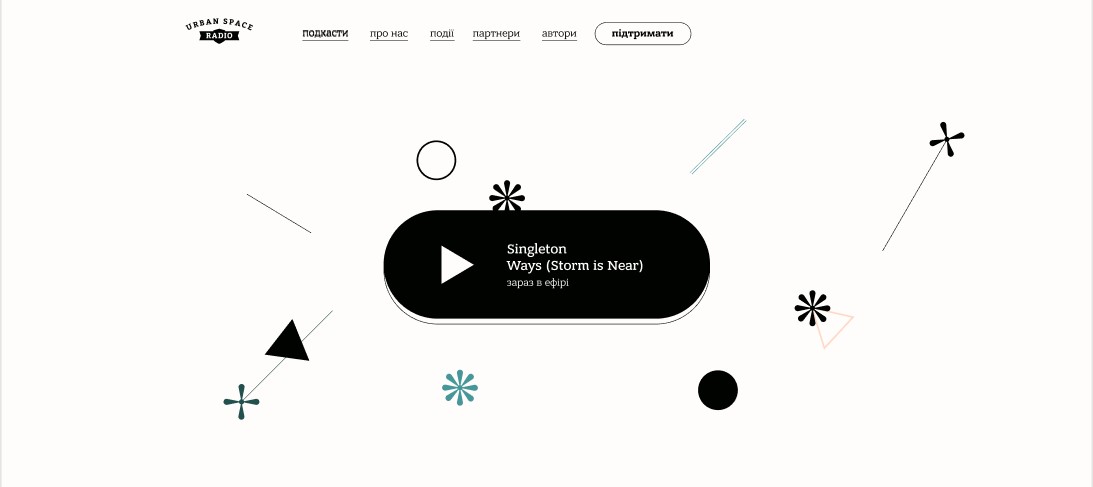 URBAN SPACE
RADIO
подкасти про нас події партнери автори підтримати
Singleton
Ways (Storm is Near)
зараз в ефірі